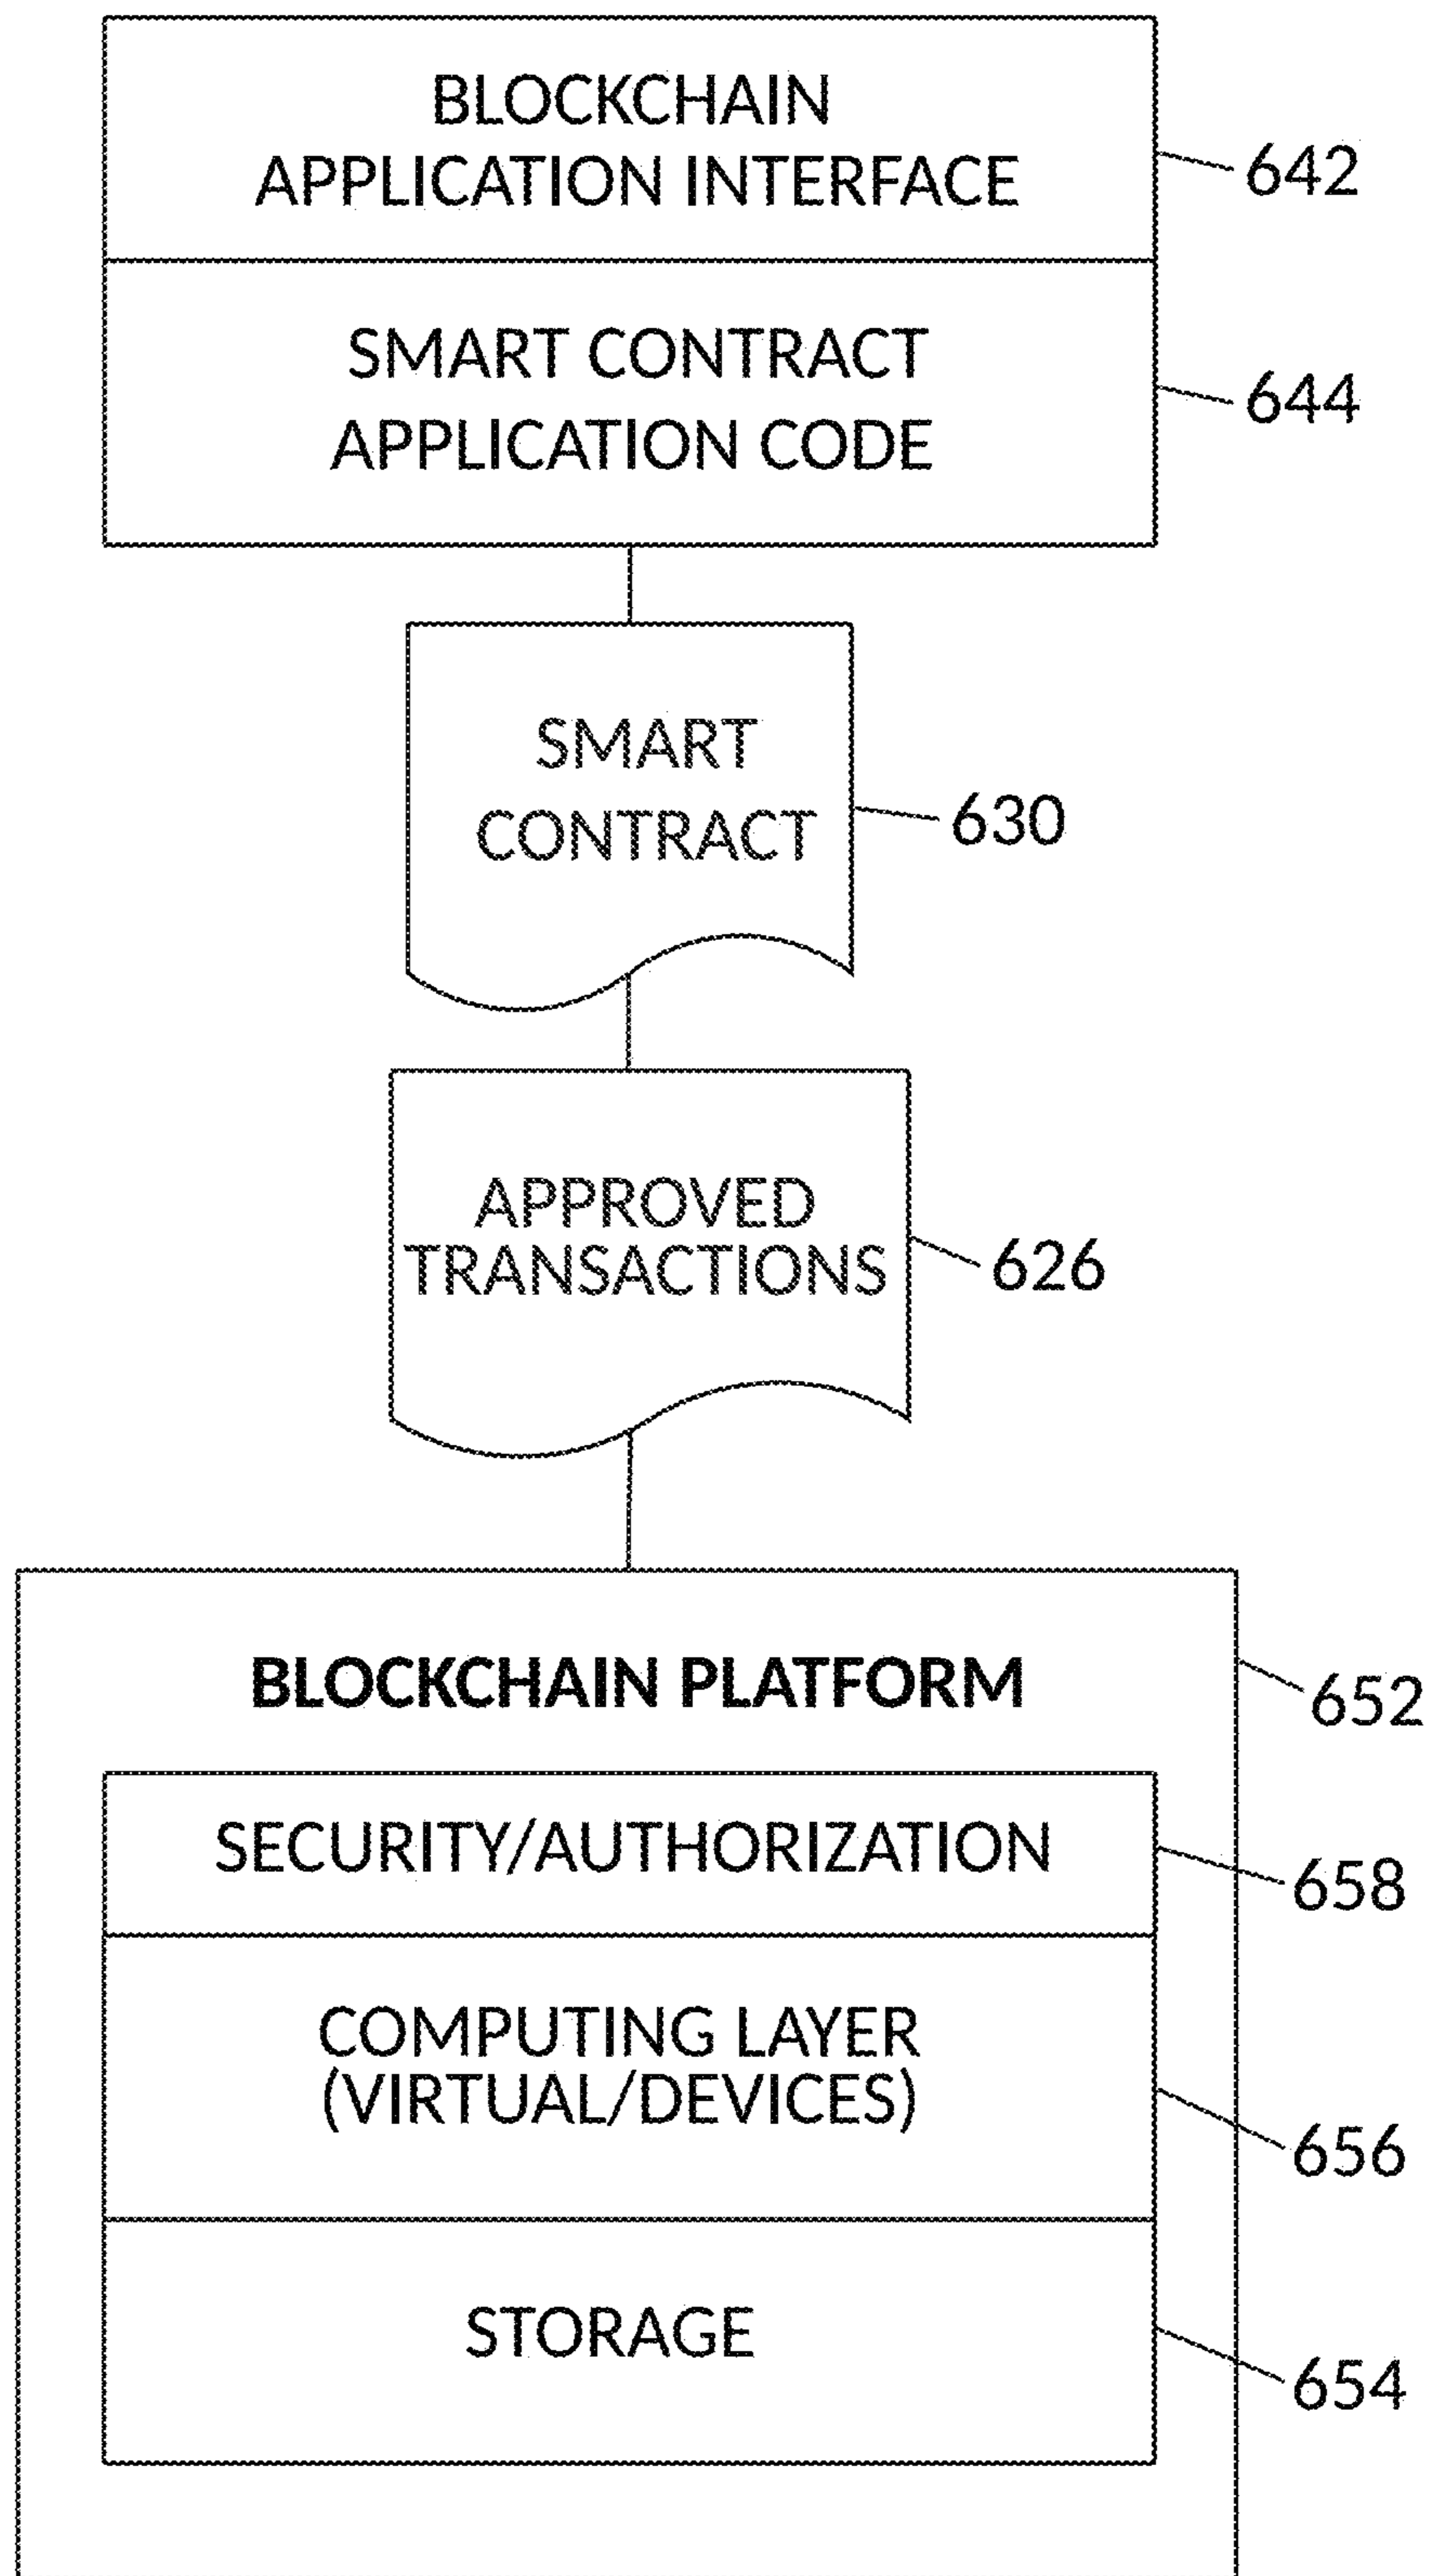 BLOCKCHAIN
APPLICATION INTERFACE
642
SMART CONTRACT
APPLICATION CODE
644
SMART
CONTRACT
630
APPROVED
TRANSACTIONS
626
BLOCKCHAIN PLATFORM
652
SECURITY/AUTHORIZATION
658
COMPUTING LAYER
(VIRTUAL/DEVICES)
656
STORAGE
654